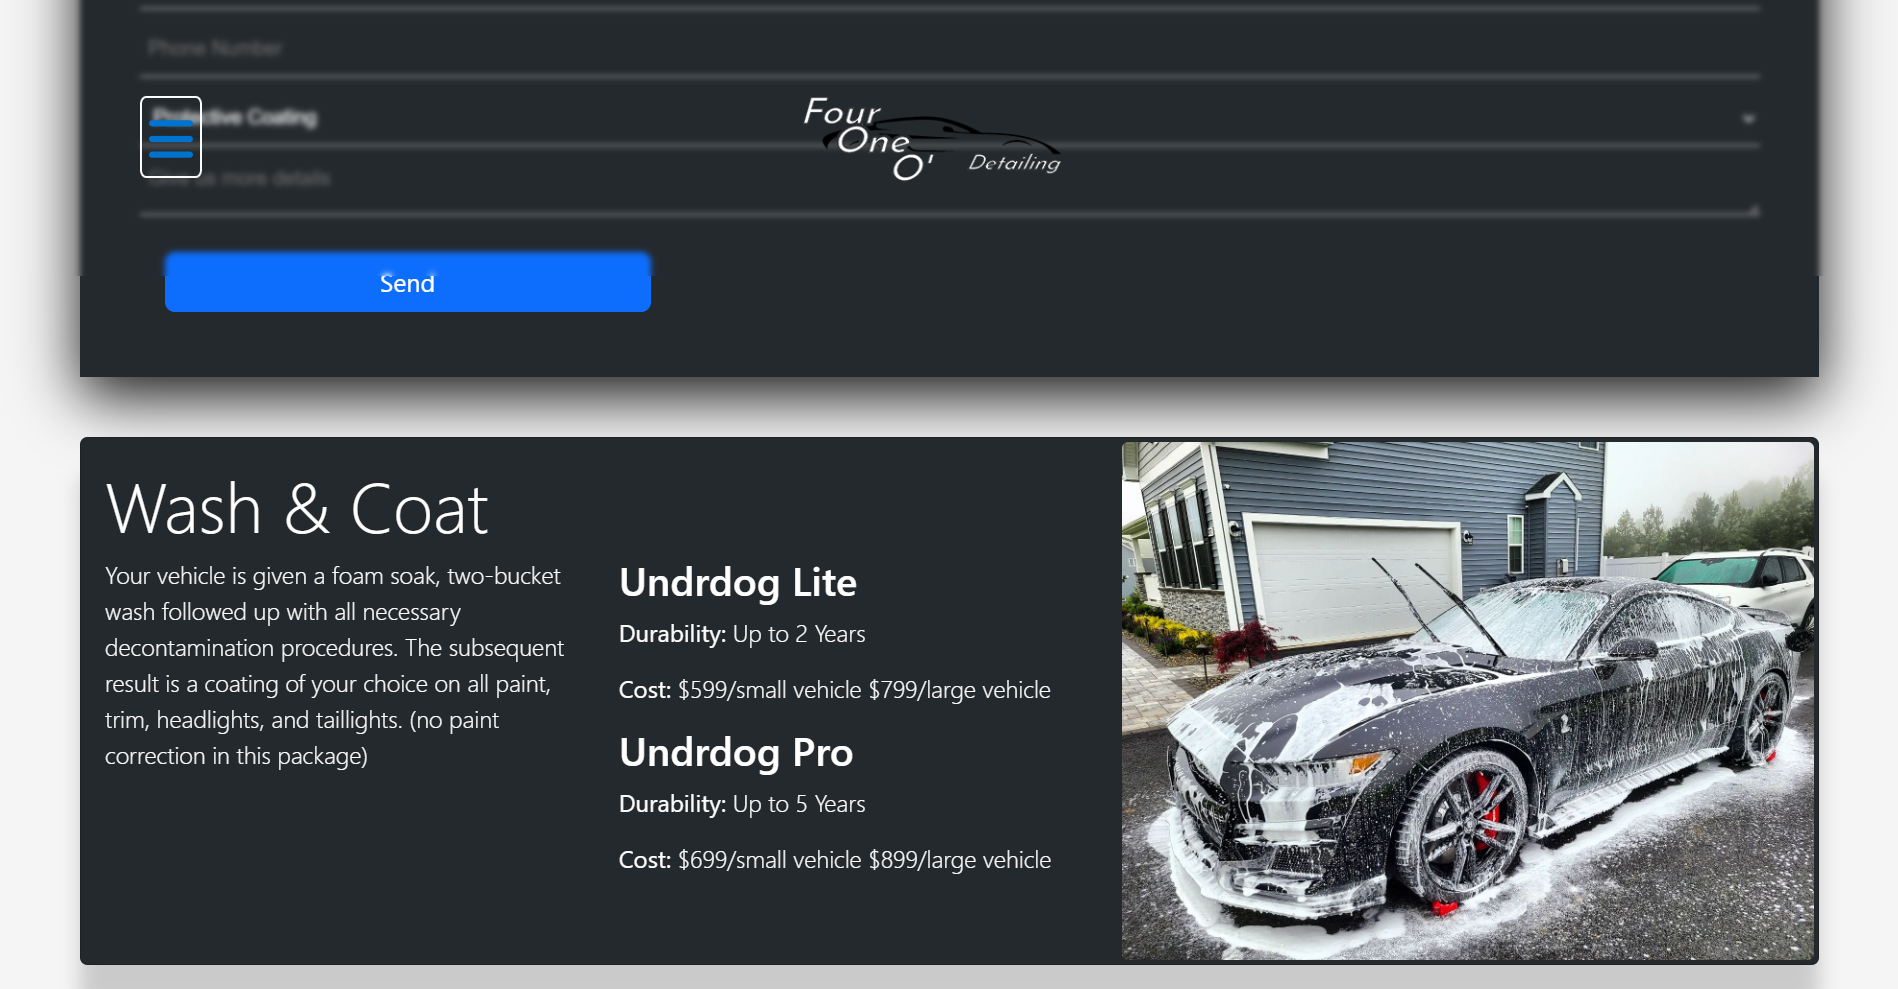 Phone Number
Protective Coating
Give us more details
Four
One
O'
Detailing
Send
Wash & Coat
Your vehicle is given a foam soak, two-bucket
wash followed up with all necessary
decontamination procedures. The subsequent
result is a coating of your choice on all paint,
trim, headlights, and taillights. (no paint
correction in this package)
Undrdog Lite
Durability: Up to 2 Years
Cost: $599/small vehicle $799/large vehicle
Undrdog Pro
Durability: Up to 5 Years
Cost: $699/small vehicle $899/large vehicle